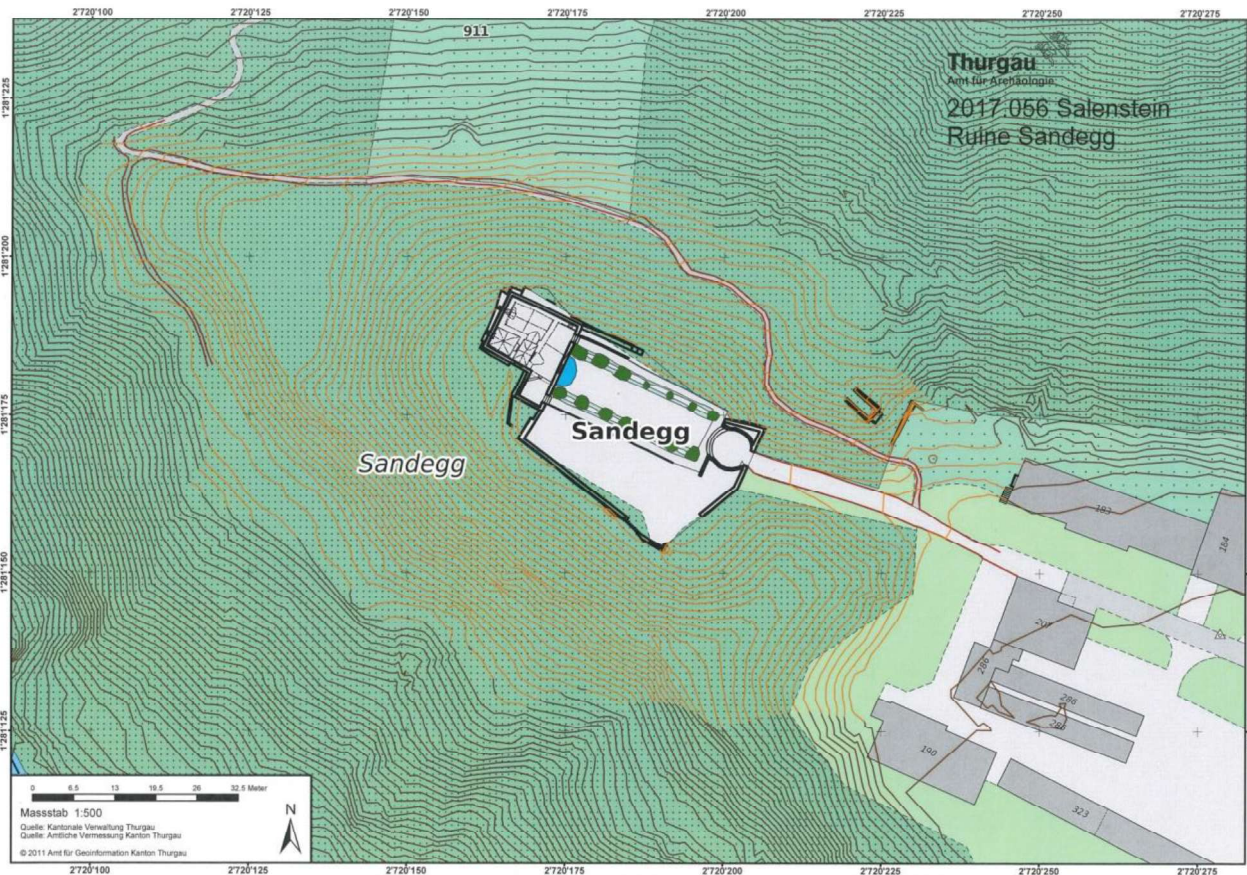 2'720'125
2'720'150
2'720'175
2'720'200
2'720'225
2'720'250
2'720'275
911
Thurgau
Amt für Archäologie
2017.056 Salenstein
Ruine Sandegg
1'281'225
1'281'200
1'281'175
1'281'150
1'281'125
Sandegg
Sandegg
183
184
207
286
286
288
190
323
0 6.5 13 19.5 26 32.5 Meter
Massstab 1:500
Quelle: Kantonale Verwaltung Thurgau
Quelle: Amtliche Vermessung Kanton Thurgau
© 2011 Amt für Geoinformation Kanton Thurgau
N
2'720'100
2'720'125
2'720'150
2'720'175
2'720'200
2'720'225
2'720'250
2'720'275